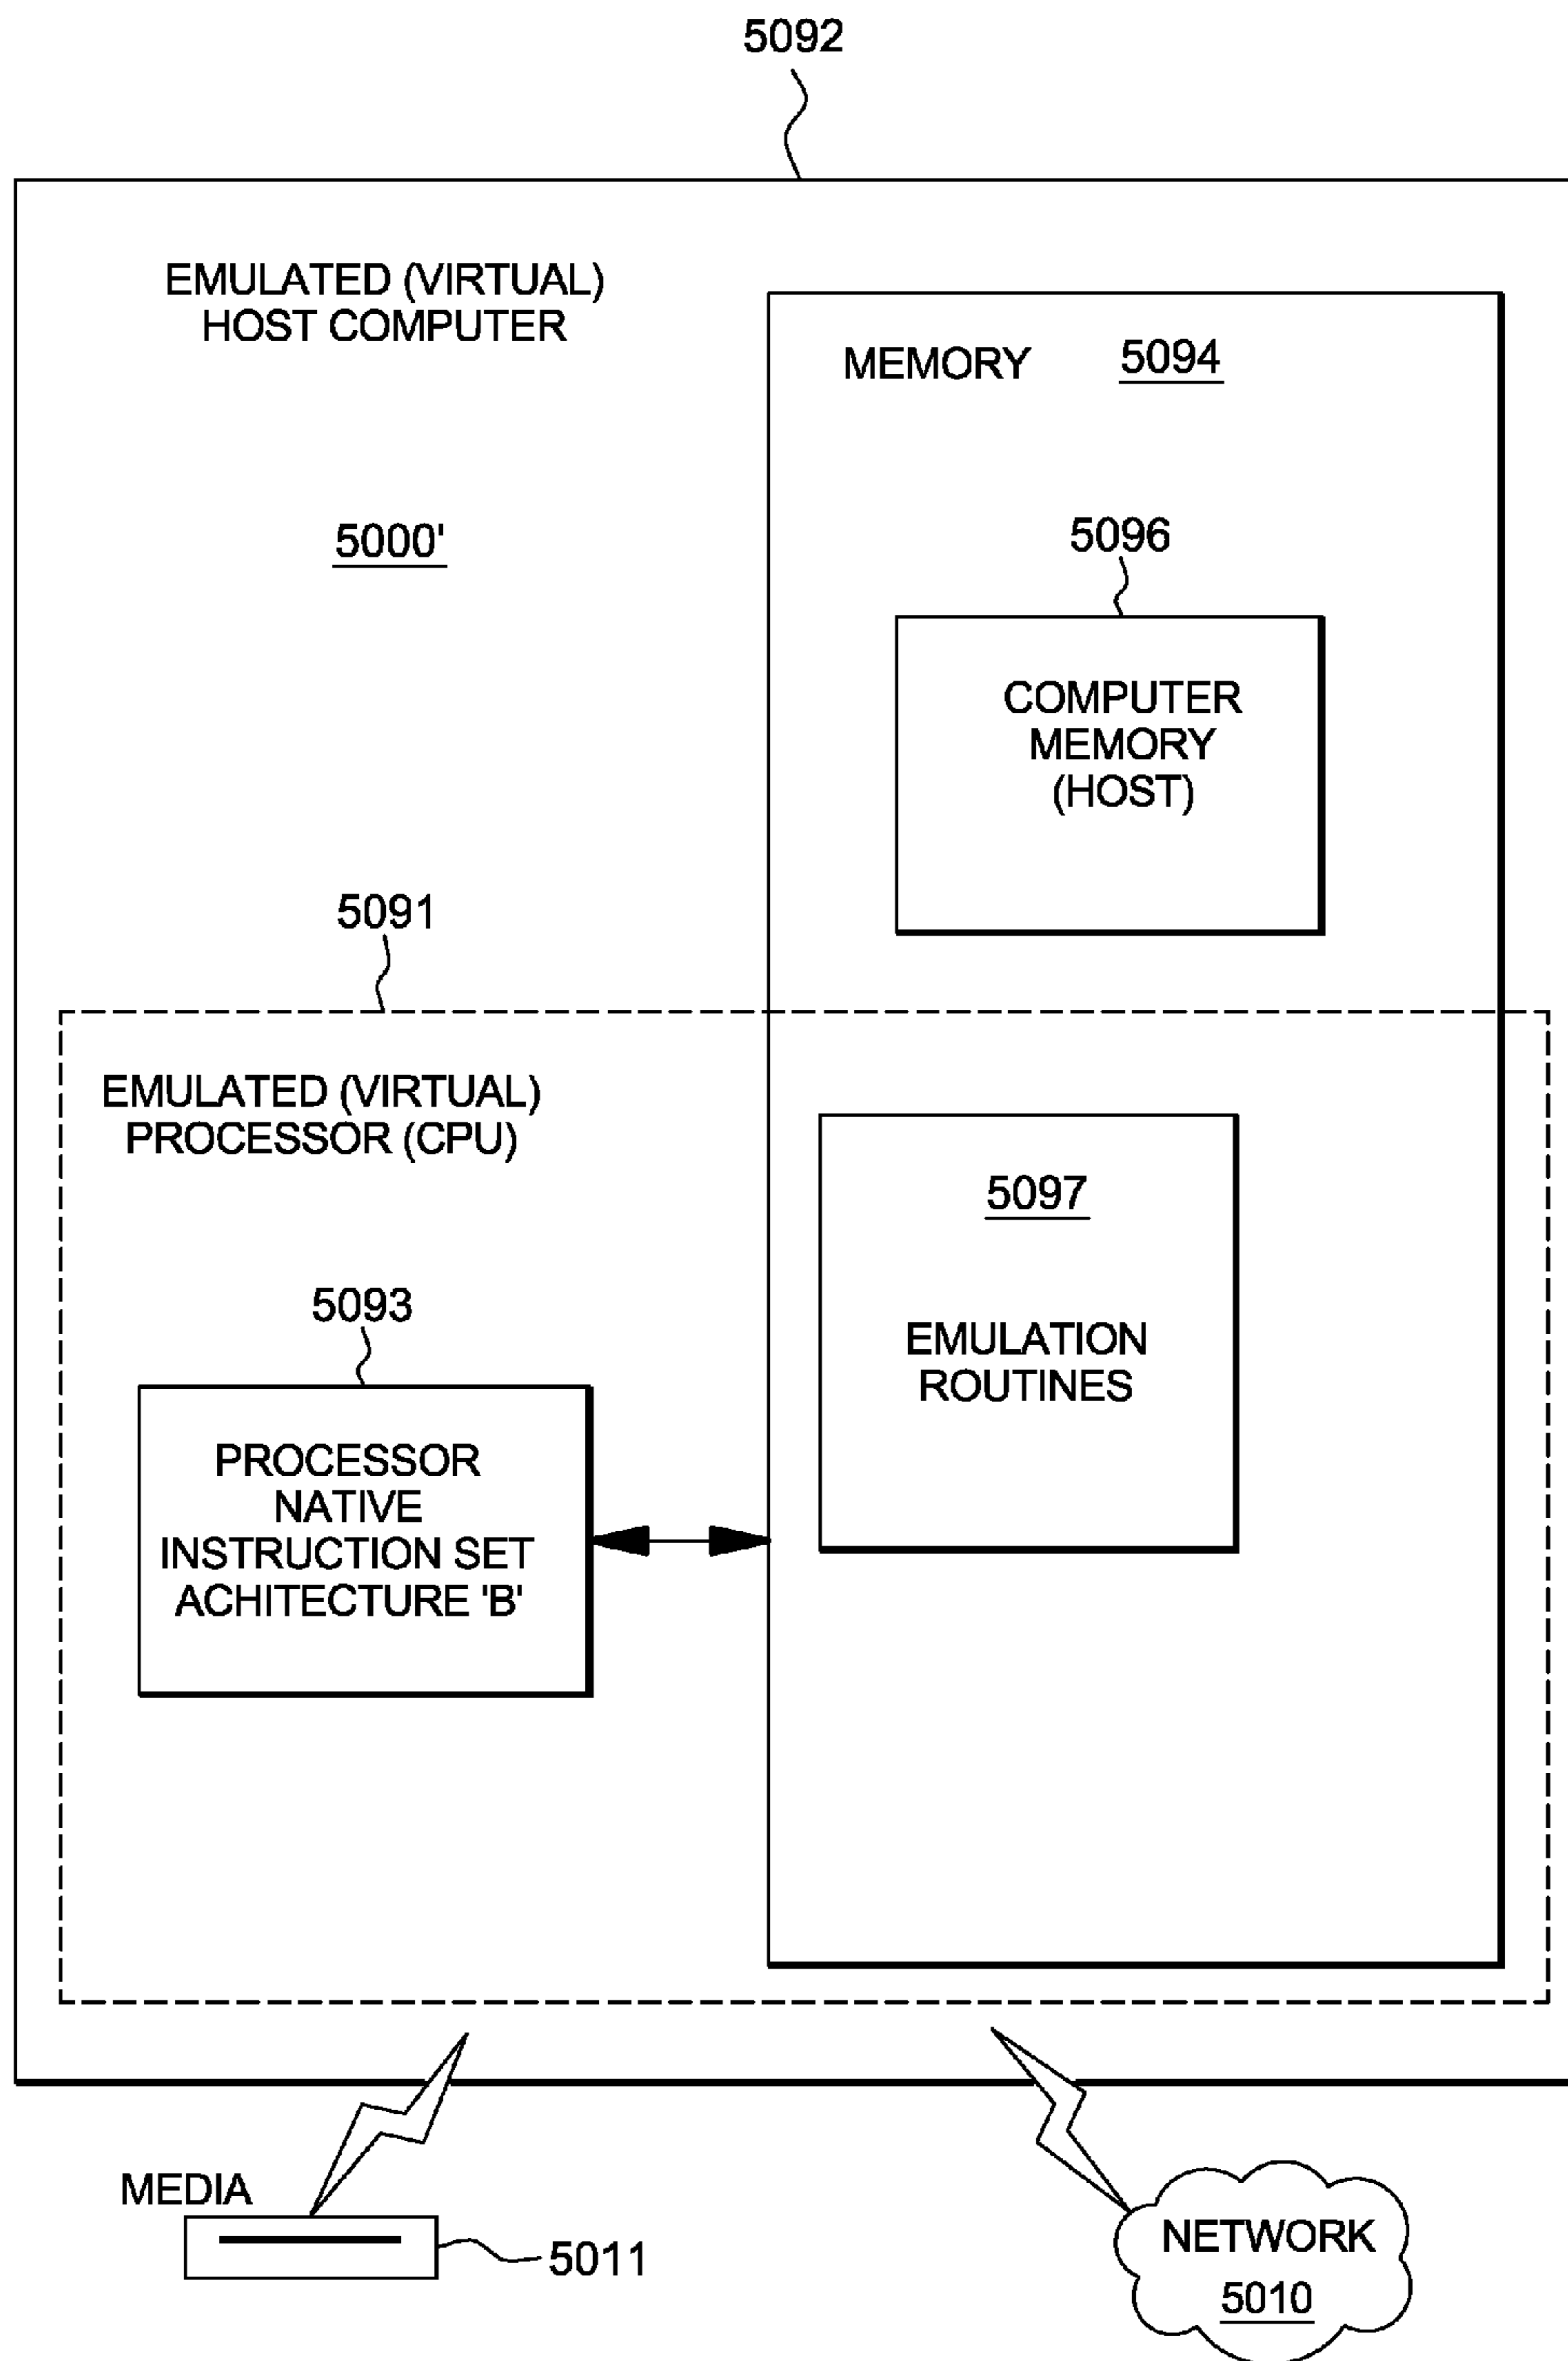 5092
EMULATED (VIRTUAL)
HOST COMPUTER
5000'
MEMORY 5094
5096
COMPUTER
MEMORY
(HOST)
5091
EMULATED (VIRTUAL)
PROCESSOR (CPU)
5097
EMULATION
ROUTINES
5093
PROCESSOR
NATIVE
INSTRUCTION SET
ACHITECTURE 'B'
MEDIA
5011
NETWORK
5010